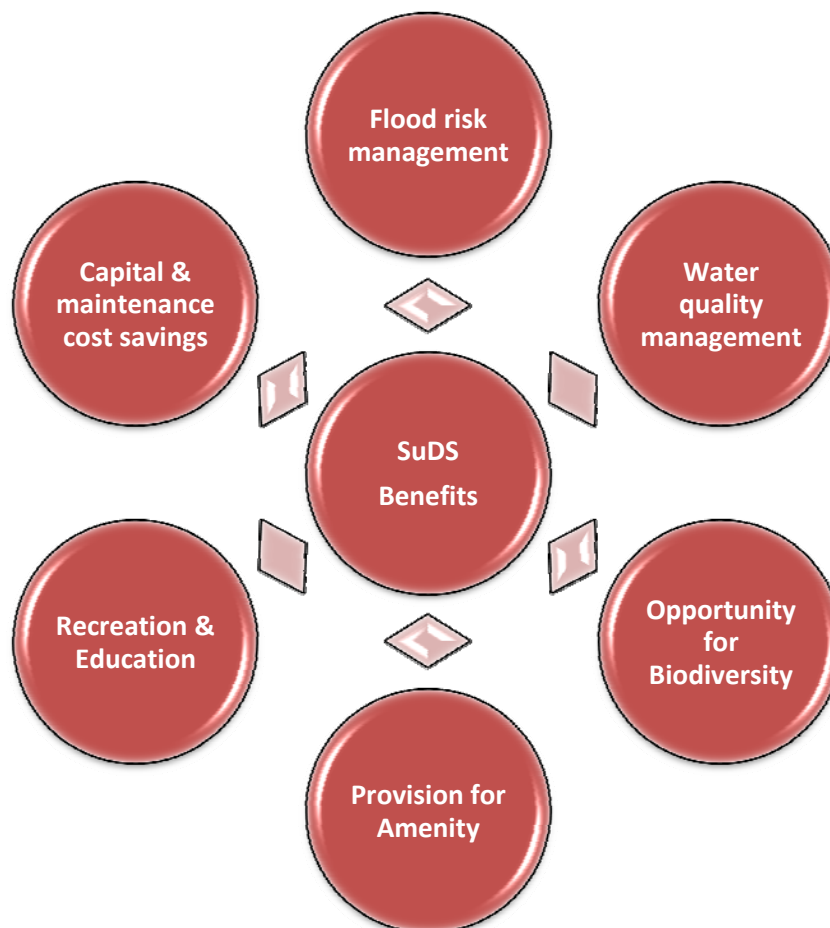 Flood risk
management
Capital &
maintenance
cost savings
Water
quality
management
SuDS
Benefits
Recreation &
Education
Opportunity
for
Biodiversity
Provision for
Amenity